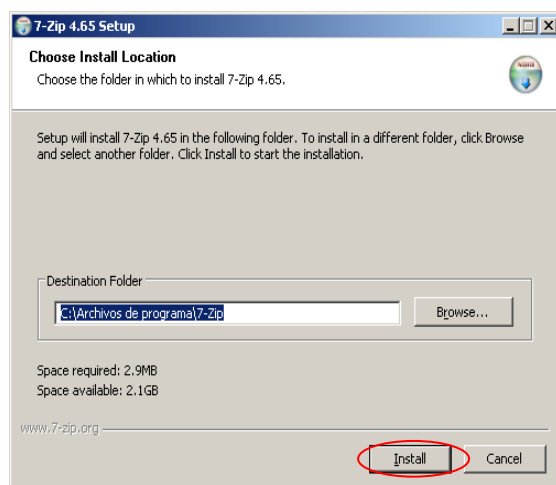 7-Zip 4.65 Setup
Choose Install Location
Choose the folder in which to install 7-Zip 4.65.
Setup will install 7-Zip 4.65 in the following folder. To install in a different folder, click Browse
and select another folder. Click Install to start the installation.
Destination Folder
C:\Archivos de programa\7-Zip
Browse...
Space required: 2.9MB
Space available: 2.1GB
www.7-zip.org
Install
Cancel